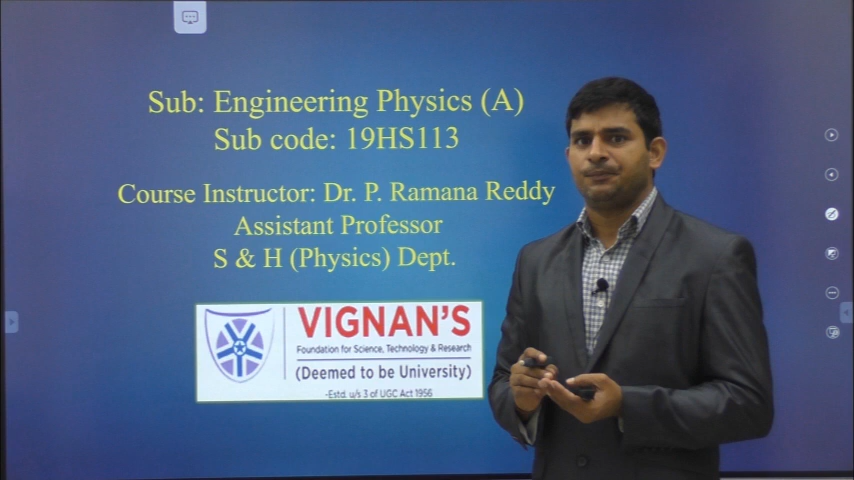 Sub: Engineering Physics (A)
Sub code: 19HS113
Course Instructor: Dr. P. Ramana Reddy
Assistant Professor
S & H (Physics) Dept.
VIGNAN'S
Foundation for Science, Technology & Research
(Deemed to be University)
-Estd. u/s 3 of UGC Act 1956